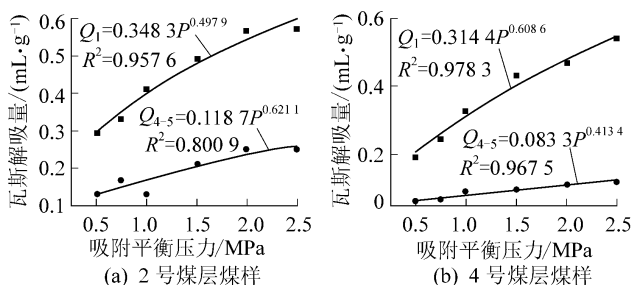 0.6
Q₁=0.348 3P^0.497 9
R²=0.957 6
0.5
0.4
Q₄₋₅=0.118 7P^0.621 1
R²=0.800 9
0.3
0.2
0.1
瓦斯解吸量/(mL·g⁻¹)
0.5 1.0 1.5 2.0 2.5
吸附平衡压力/MPa
(a) 2 号煤层煤样
0.6
Q₁=0.314 4P^0.608 6
R²=0.978 3
0.4
Q₄₋₅=0.083 3P^0.413 4
R²=0.967 5
0.2
0
瓦斯解吸量/(mL·g⁻¹)
0.5 1.0 1.5 2.0 2.5
吸附平衡压力/MPa
(b) 4 号煤层煤样